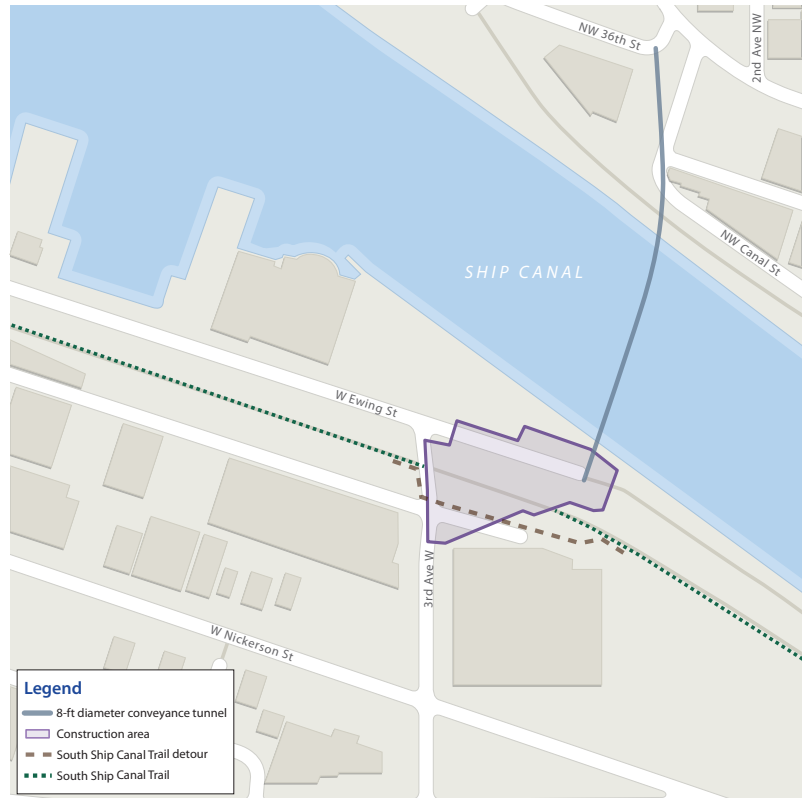 NW 36th St
2nd Ave NW
NW Canal St
SHIP CANAL
W Ewing St
3rd Ave W
W Nickerson St
Legend
8-ft diameter conveyance tunnel
Construction area
South Ship Canal Trail detour
South Ship Canal Trail